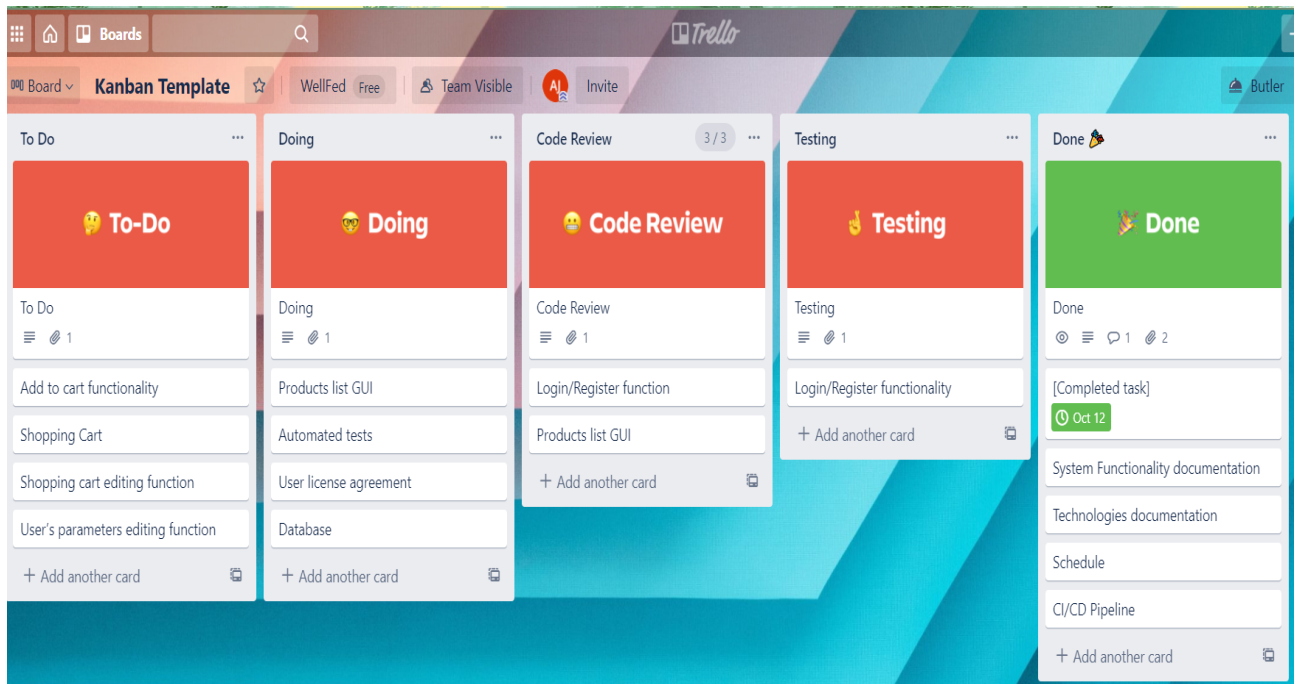 Boards
Trello
Board
Kanban Template
WellFed Free
Team Visible
AL
Invite
Butler
To Do
🤔 To-Do
To Do
1
Add to cart functionality
Shopping Cart
Shopping cart editing function
User's parameters editing function
+ Add another card
Doing
🤓 Doing
Doing
1
Products list GUI
Automated tests
User license agreement
Database
+ Add another card
Code Review
3 / 3
😬 Code Review
Code Review
1
Login/Register function
Products list GUI
+ Add another card
Testing
🤞 Testing
Testing
1
Login/Register functionality
+ Add another card
Done 🎉
🎉 Done
Done
1 2
[Completed task]
Oct 12
System Functionality documentation
Technologies documentation
Schedule
CI/CD Pipeline
+ Add another card